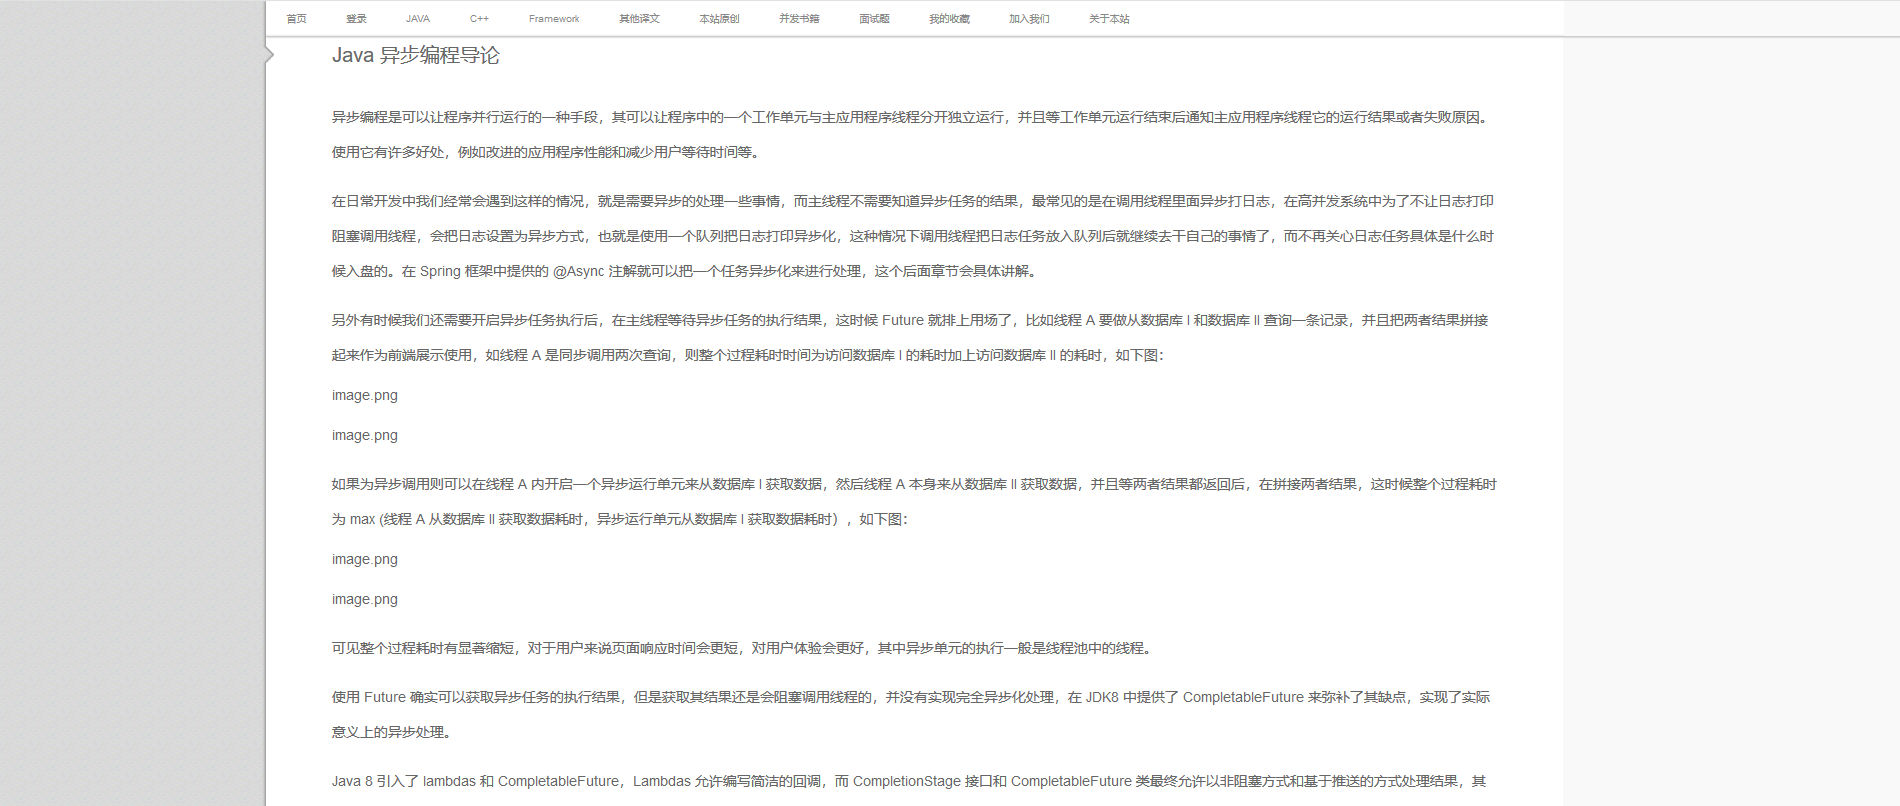 首页 登录 JAVA C++ Framework 其他译文 本站原创 并发书籍 面试题 我的收藏 加入我们 关于本站
Java 异步编程导论
异步编程是可以让程序并行运行的一种手段，其可以让程序中的一个工作单元与主应用程序线程分开独立运行，并且等工作单元运行结束后通知主应用程序线程它的运行结果或者失败原因。
使用它有许多好处，例如改进的应用程序性能和减少用户等待时间等。
在日常开发中我们经常会遇到这样的情况，就是需要异步的处理一些事情，而主线程不需要知道异步任务的结果，最常见的是在调用线程里面异步打日志，在高并发系统中为了不让日志打印
阻塞调用线程，会把日志设置为异步方式，也就是使用一个队列把日志打印异步化，这种情况下调用线程把日志任务放入队列后就继续去干自己的事情了，而不再关心日志任务具体是什么时
候入盘的。在 Spring 框架中提供的 @Async 注解就可以把一个任务异步化来进行处理，这个后面章节会具体讲解。
另外有时候我们还需要开启异步任务执行后，在主线程等待异步任务的执行结果，这时候 Future 就排上用场了，比如线程 A 要做从数据库 I 和数据库 II 查询一条记录，并且把两者结果拼接
起来作为前端展示使用，如线程 A 是同步调用两次查询，则整个过程耗时时间为访问数据库 I 的耗时加上访问数据库 II 的耗时，如下图：
image.png
image.png
如果为异步调用则可以在线程 A 内开启一个异步运行单元来从数据库 I 获取数据，然后线程 A 本身来从数据库 II 获取数据，并且等两者结果都返回后，在拼接两者结果，这时候整个过程耗时
为 max (线程 A 从数据库 II 获取数据耗时，异步运行单元从数据库 I 获取数据耗时），如下图：
image.png
image.png
可见整个过程耗时有显著缩短，对于用户来说页面响应时间会更短，对用户体验会更好，其中异步单元的执行一般是线程池中的线程。
使用 Future 确实可以获取异步任务的执行结果，但是获取其结果还是会阻塞调用线程的，并没有实现完全异步化处理，在 JDK8 中提供了 CompletableFuture 来弥补了其缺点，实现了实际
意义上的异步处理。
Java 8 引入了 lambdas 和 CompletableFuture，Lambdas 允许编写简洁的回调，而 CompletionStage 接口和 CompletableFuture 类最终允许以非阻塞方式和基于推送的方式处理结果，其